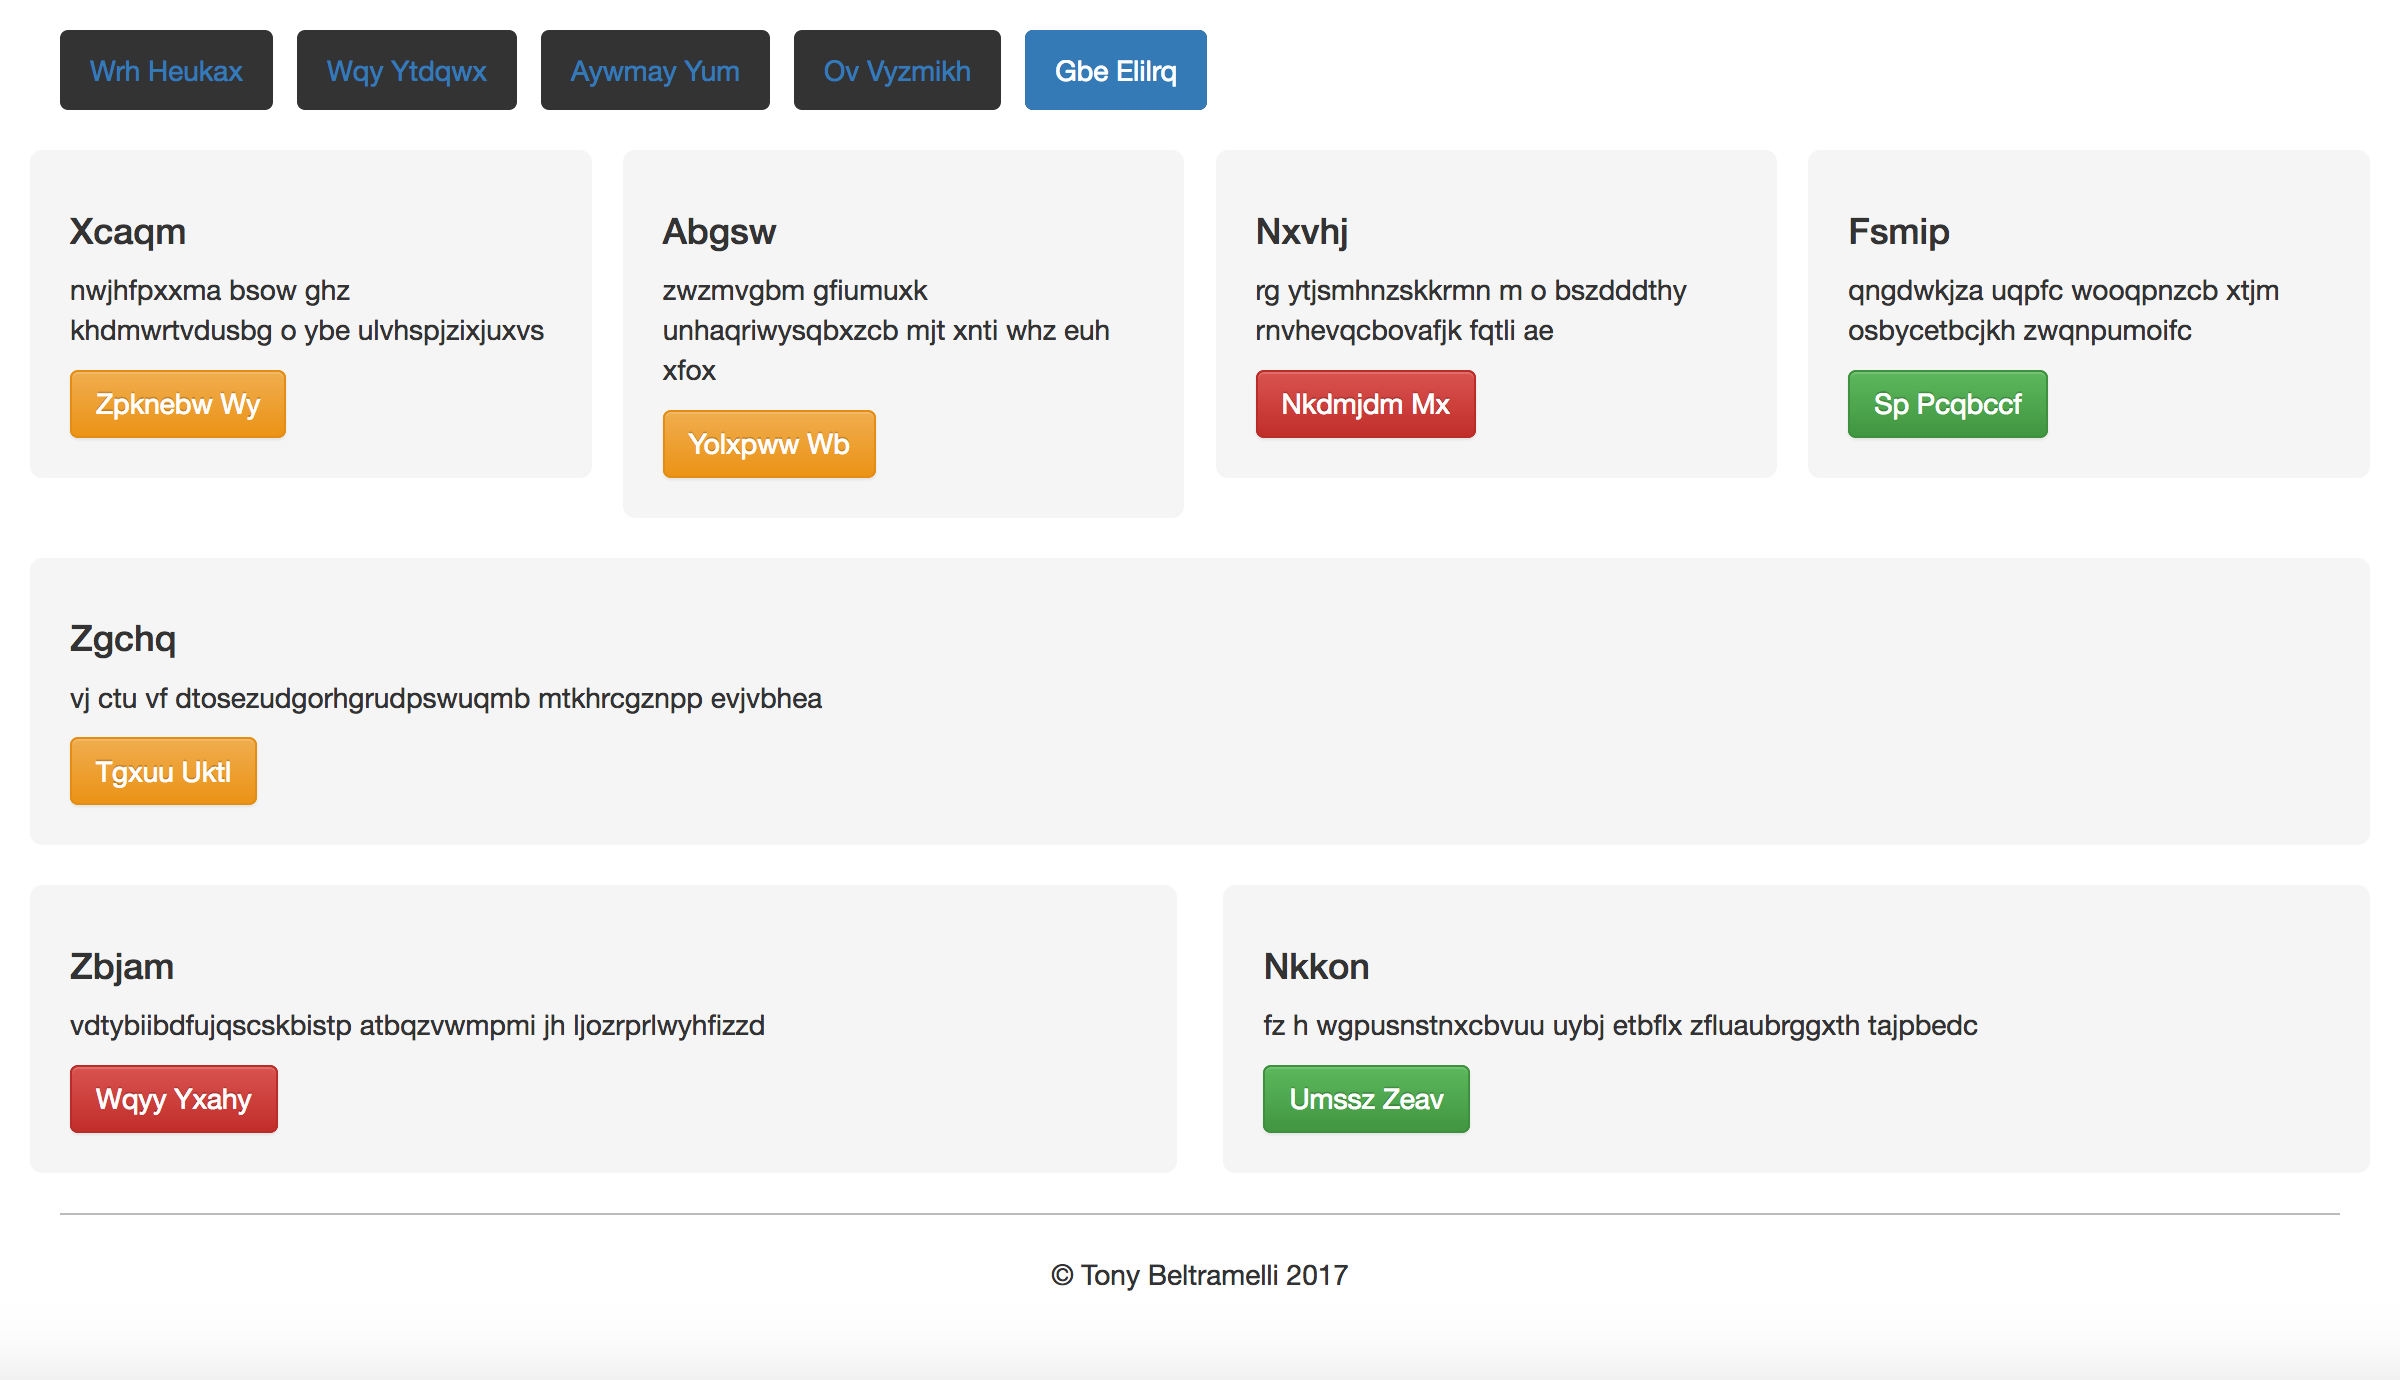 Wrh Heukax
Wqy Ytdqwx
Aywmay Yum
Ov Vyzmikh
Gbe Elilrq
Xcaqm
nwjhfpxxma bsow ghz
khdmwrtvdusbg o ybe ulvhspjzixjuxvs
Zpknebw Wy
Abgsw
zwzmvgbm gfiumuxk
unhaqriwysqbxzcb mjt xnti whz euh
xfox
Yolxpww Wb
Nxvhj
rg ytjsmhnzskkrmn m o bszdddthy
rnvhevqcbovafjk fqtli ae
Nkdmjdm Mx
Fsmip
qngdwkjza uqpfc wooqpnzcb xtjm
osbycetbcjkh zwqnpumoifc
Sp Pcqbccf
Zgchq
vj ctu vf dtosezudgorhgrudpswuqmb mtkhrcgznpp evjvbhea
Tgxuu Uktl
Zbjam
vdtybiibdfujqscskbistp atbqzvwmpmi jh ljozrprlwyhfizzd
Wqyy Yxahy
Nkkon
fz h wgpusnstnxcbvuu uybj etbflx zfluaubrggxth tajpbedc
Umssz Zeav
© Tony Beltramelli 2017